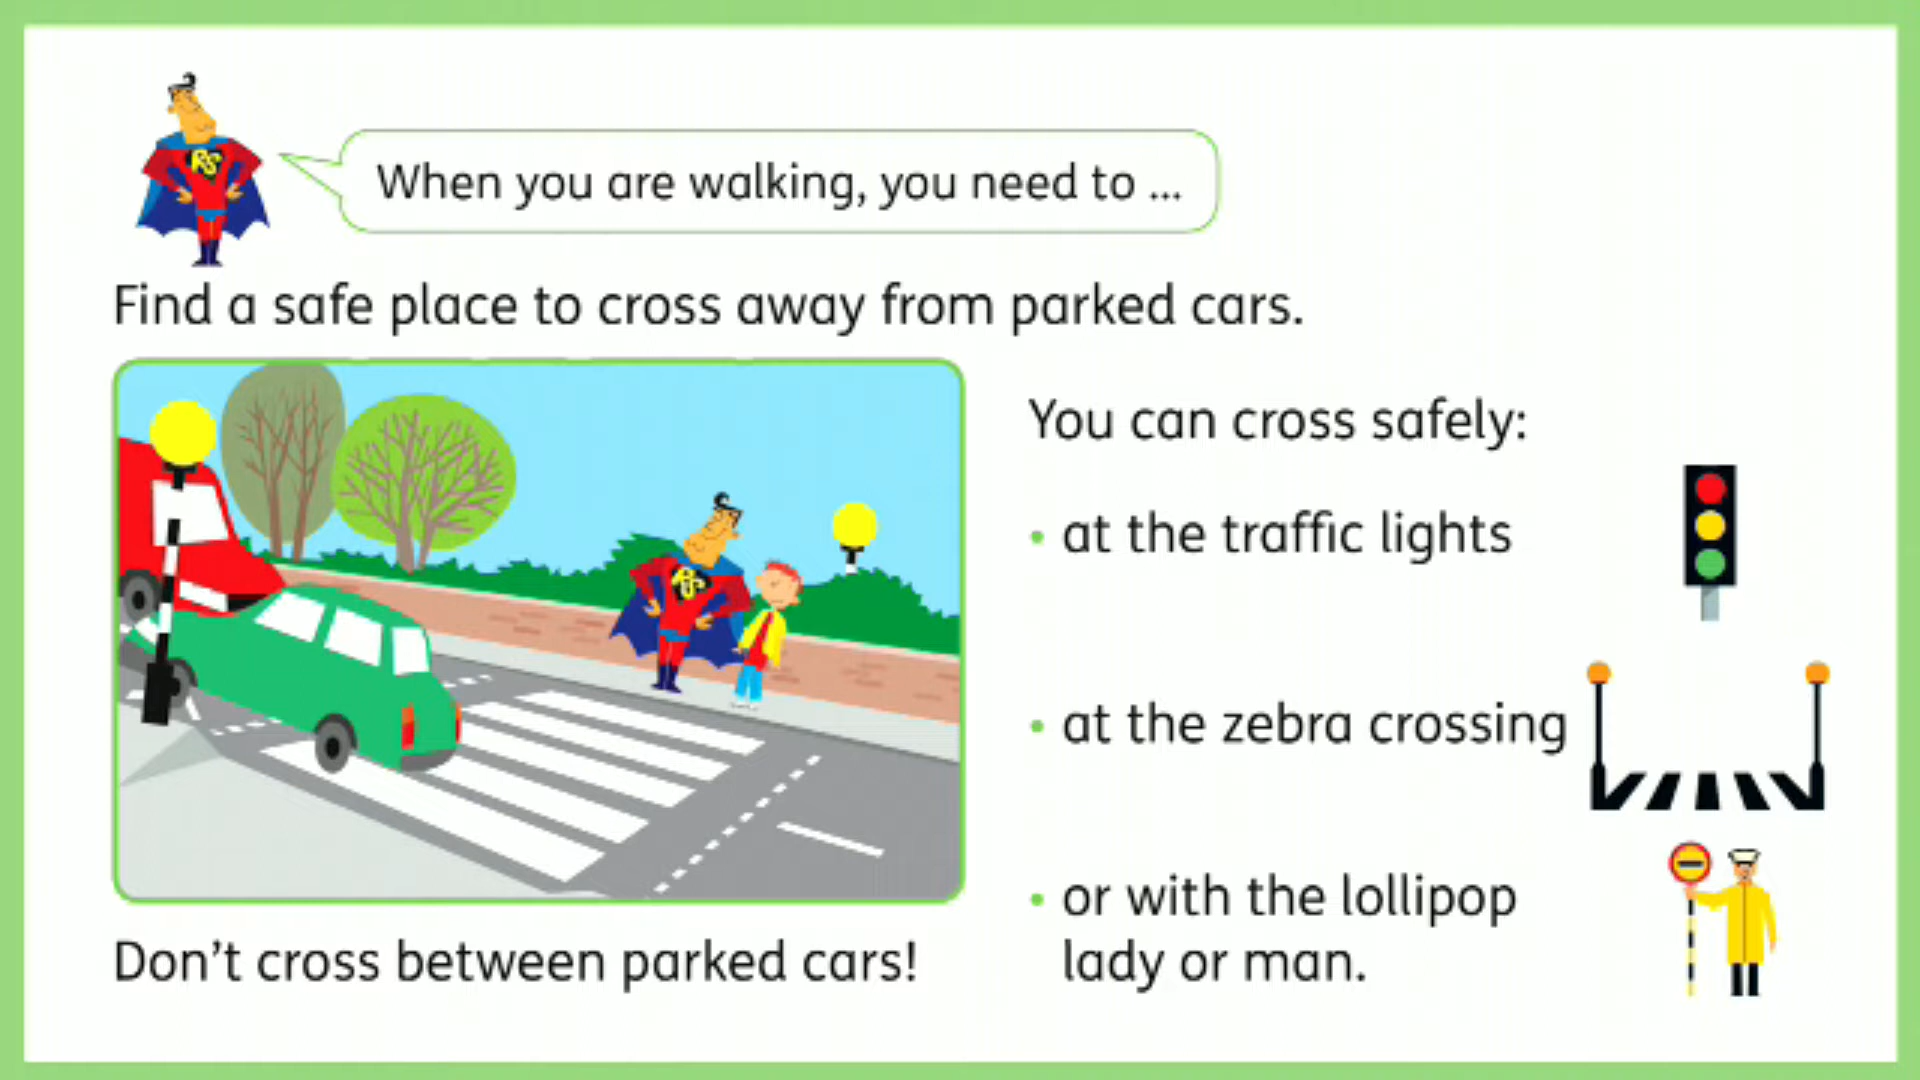 RS
When you are walking, you need to ...
Find a safe place to cross away from parked cars.
RS
You can cross safely:
• at the traffic lights
• at the zebra crossing
• or with the lollipop
lady or man.
Don't cross between parked cars!